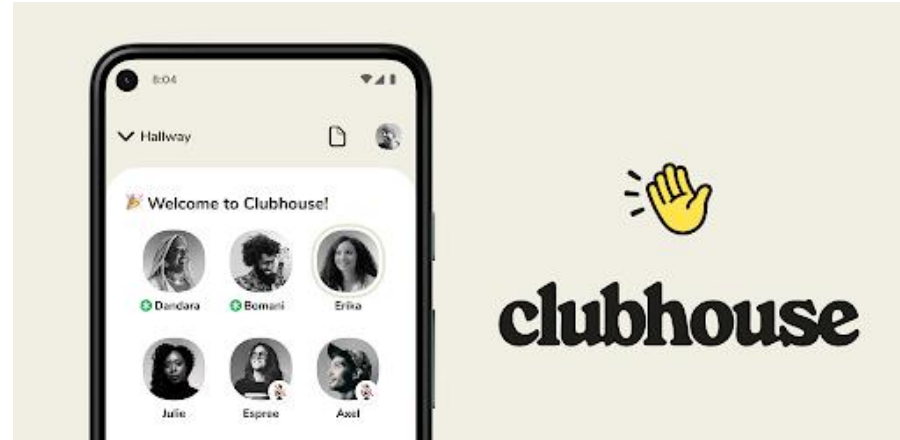 8:04
Hallway
Welcome to Clubhouse!
Dandara Bomani Erika
Julie Espree Axel
clubhouse